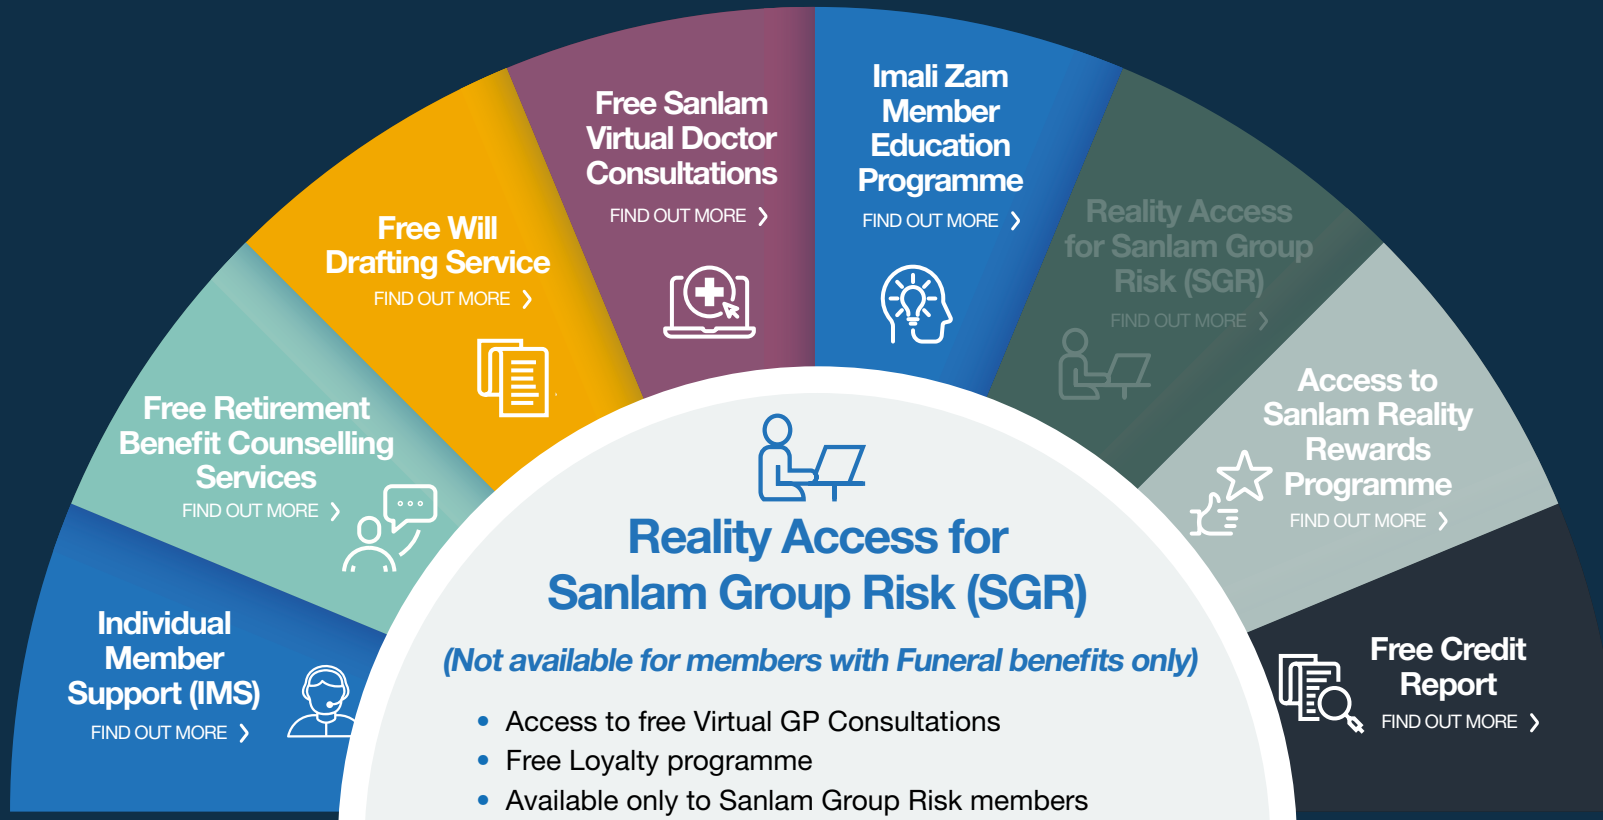 Individual
Member
Support (IMS)
FIND OUT MORE
Free Retirement
Benefit Counselling
Services
FIND OUT MORE
Free Will
Drafting Service
FIND OUT MORE
Free Sanlam
Virtual Doctor
Consultations
FIND OUT MORE
Imali Zam
Member
Education
Programme
FIND OUT MORE
Reality Access
for Sanlam Group
Risk (SGR)
FIND OUT MORE
Access to
Sanlam Reality
Rewards
Programme
FIND OUT MORE
Free Credit
Report
FIND OUT MORE
Reality Access for
Sanlam Group Risk (SGR)
(Not available for members with Funeral benefits only)
• Access to free Virtual GP Consultations
• Free Loyalty programme
• Available only to Sanlam Group Risk members